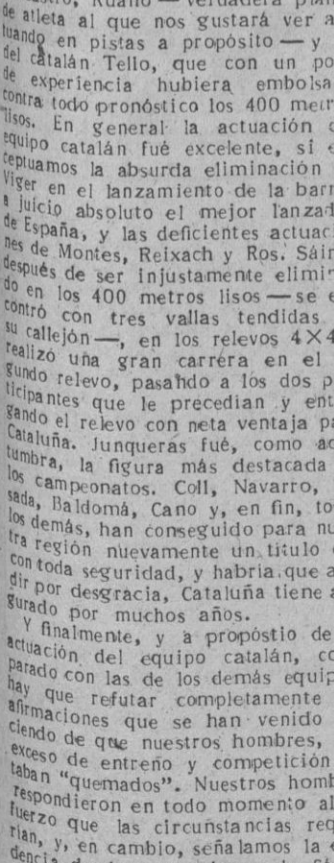 de atleta al que nos gustará ver a
tuando en pistas a propósito — y
del catalán Tello, que con un po
de experiencia hubiera embolsa
contra todo pronóstico los 400 metr
lisos. En general la actuación
equipo catalán fué excelente, si e
ceptuamos la absurda eliminación
Viger en el lanzamiento de la barr
a juicio absoluto el mejor lanzad
de España, y las deficientes actuac
nes de Montes, Reixach y Ros. Sáin
después de ser injustamente elimin
do en los 400 metros lisos — se e
contró con tres vallas tendidas
su callejón —, en los relevos 4×4
realizó una gran carrera en el
gundo relevo, pasando a los dos p
ticipantes que le precedian y ent
gando el relevo con neta ventaja pa
Cataluña. Junqueras fué, como ac
tumbra, la figura más destacada
los campeonatos. Coll, Navarro,
sada, Baldomá, Cano y, en fin, to
los demás, han conseguido para nu
tra región nuevamente un título
con toda seguridad, y habria que a
dir por desgracia, Cataluña tiene a
gurado por muchos años.
Y finalmente, y a propóstio de
actuación del equipo catalán, co
parado con las de los demás equip
hay que refutar completamente
afirmaciones que se han venido
ciendo de que nuestros hombres,
exceso de entreno y competición
taban "quemados". Nuestros homb
respondieron en todo momento al
fuerzo que las circunstancias req
rían, y, en cambio, señalamos la